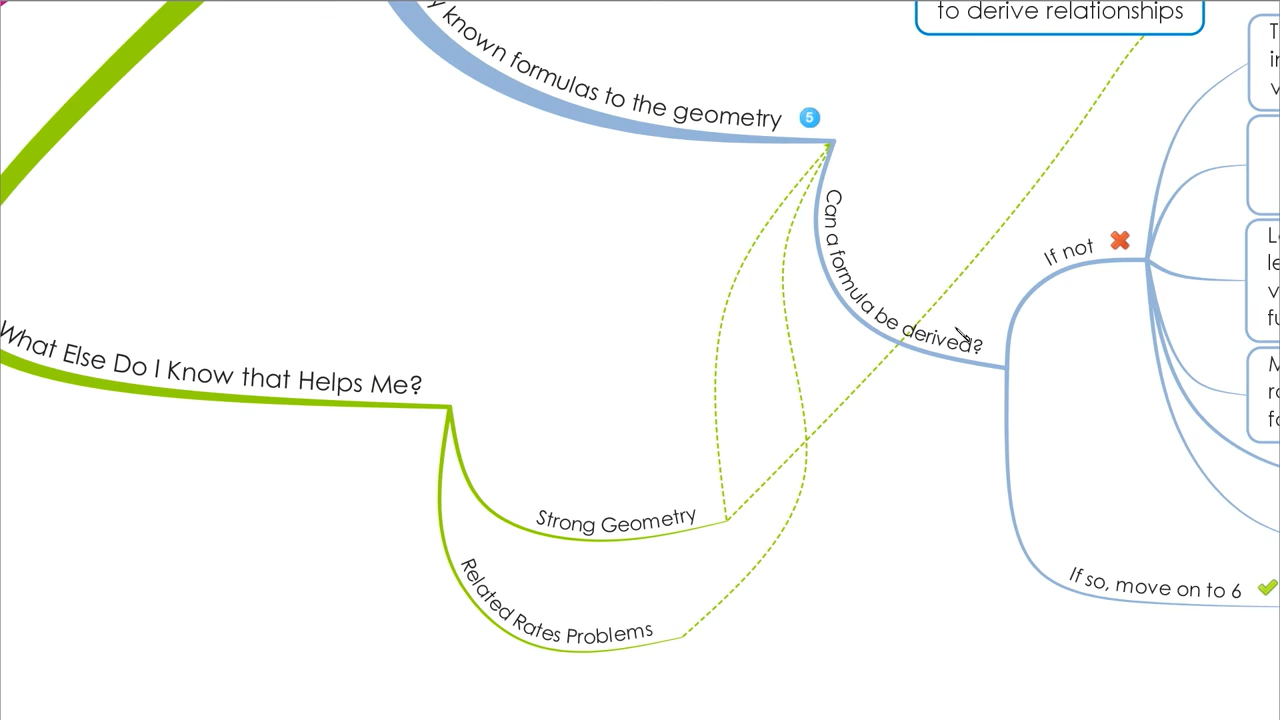 to derive relationships
known formulas to the geometry
5
Can a formula be derived?
If not
What Else Do I Know that Helps Me?
Strong Geometry
Related Rates Problems
If so, move on to 6